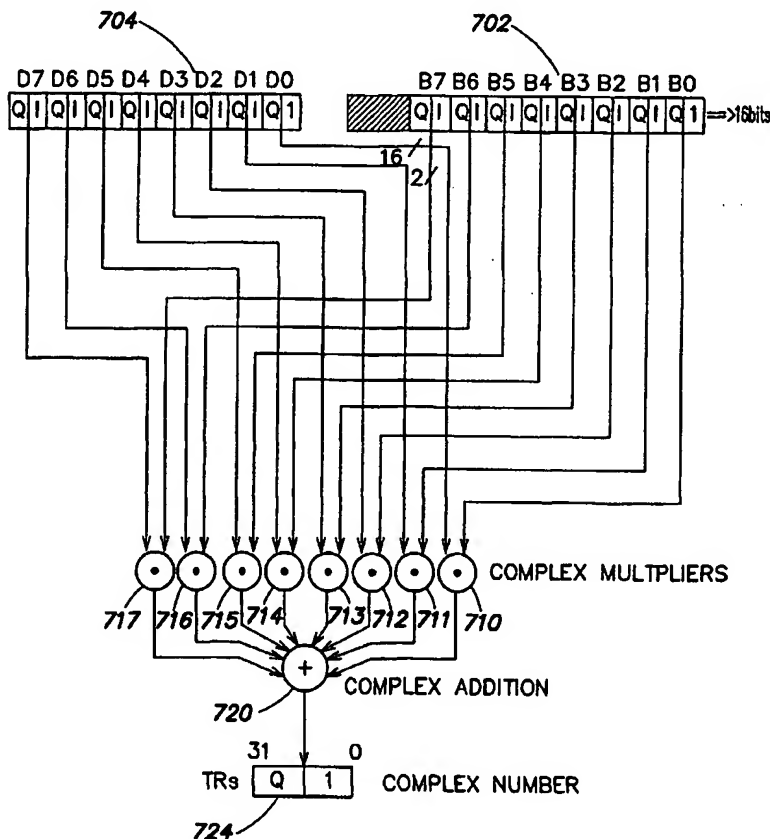 704
702
D7 D6 D5 D4 D3 D2 D1 D0
B7 B6 B5 B4 B3 B2 B1 B0
Q I Q I Q I Q I Q I Q I Q I Q 1
Q I Q I Q I Q I Q I Q I Q I Q 1 ==>16bits
16
2
COMPLEX MULTPLIERS
717 716 715 714 713 712 711 710
+
COMPLEX ADDITION
720
31 0
TRs Q 1 COMPLEX NUMBER
724